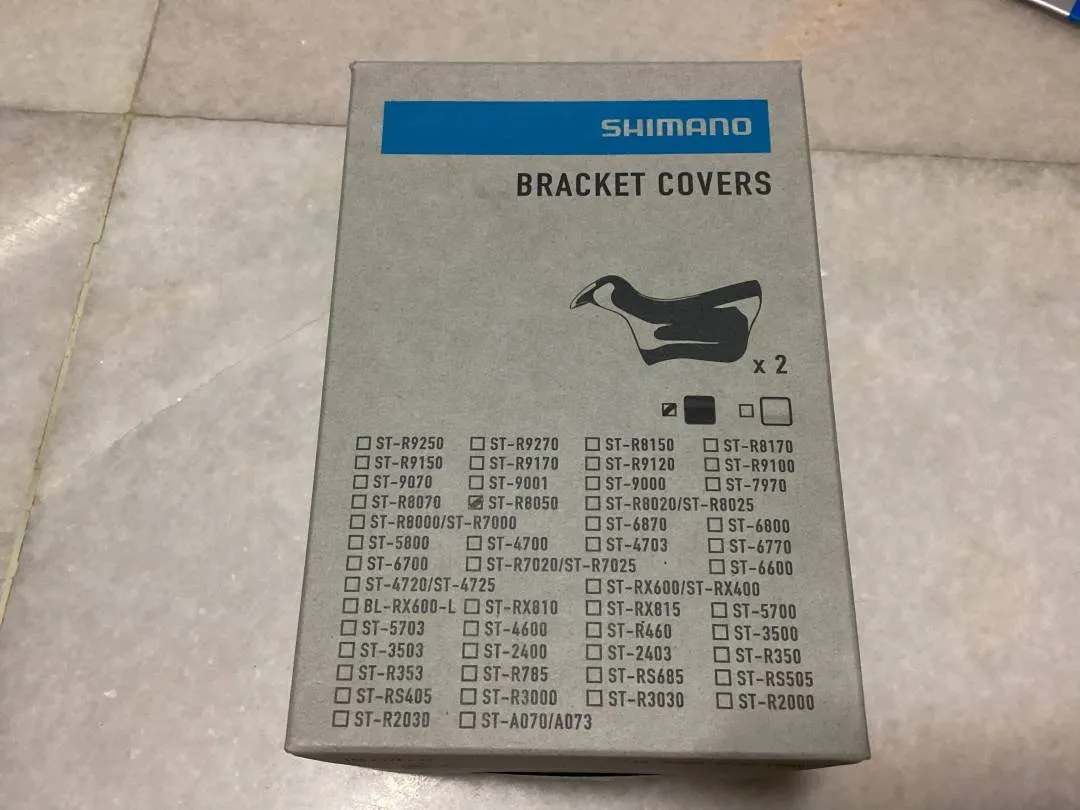 SHIMANO
BRACKET COVERS
x 2
ST-R9250 ST-R9270 ST-R8150 ST-R8170
ST-R9150 ST-R9170 ST-R9120 ST-R9100
ST-9070 ST-9001 ST-9000 ST-7970
ST-R8070 ST-R8050 ST-R8020/ST-R8025
ST-R8000/ST-R7000 ST-6870 ST-6800
ST-5800 ST-4700 ST-4703 ST-6770
ST-6700 ST-R7020/ST-R7025 ST-6600
ST-4720/ST-4725 ST-RX600/ST-RX400
BL-RX600-L ST-RX810 ST-RX815 ST-5700
ST-5703 ST-4600 ST-R460 ST-3500
ST-3503 ST-2400 ST-2403 ST-R350
ST-R353 ST-R785 ST-RS685 ST-RS505
ST-RS405 ST-R3000 ST-R3030 ST-R2000
ST-R2030 ST-A070/A073